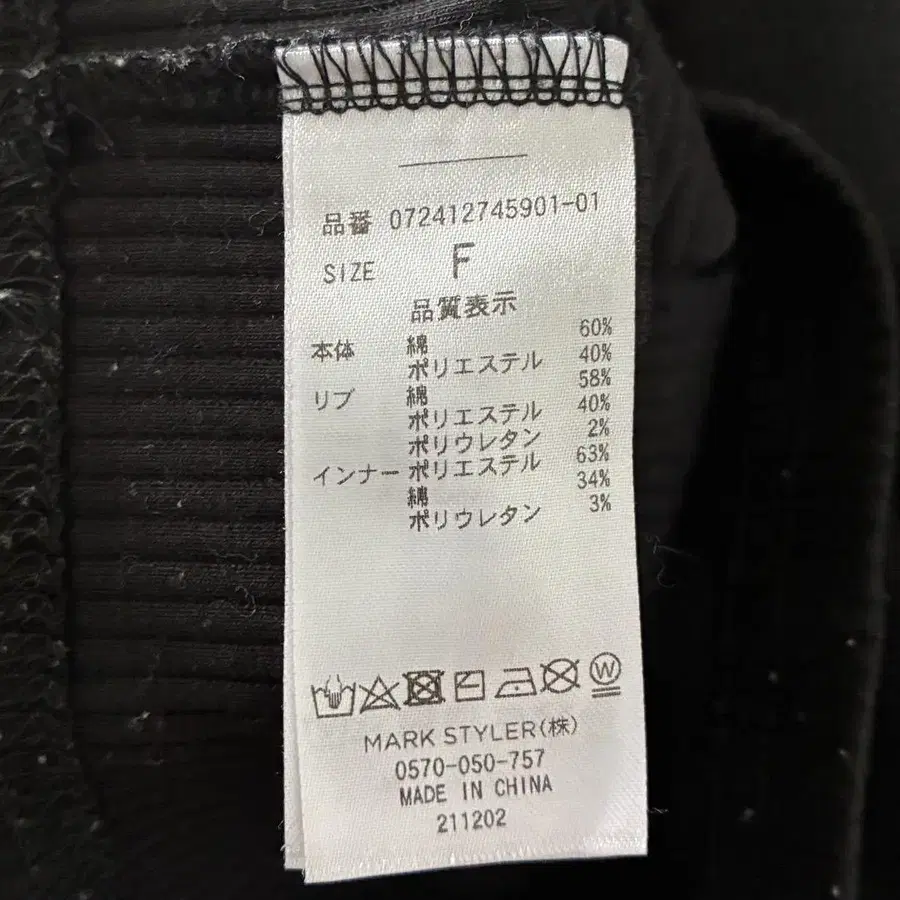 品番 072412745901-01
SIZE F
品質表示
本体 綿 60%
ポリエステル 40%
リブ 綿 58%
ポリエステル 40%
ポリウレタン 2%
インナー ポリエステル 63%
綿 34%
ポリウレタン 3%
W
MARK STYLER(株)
0570-050-757
MADE IN CHINA
211202